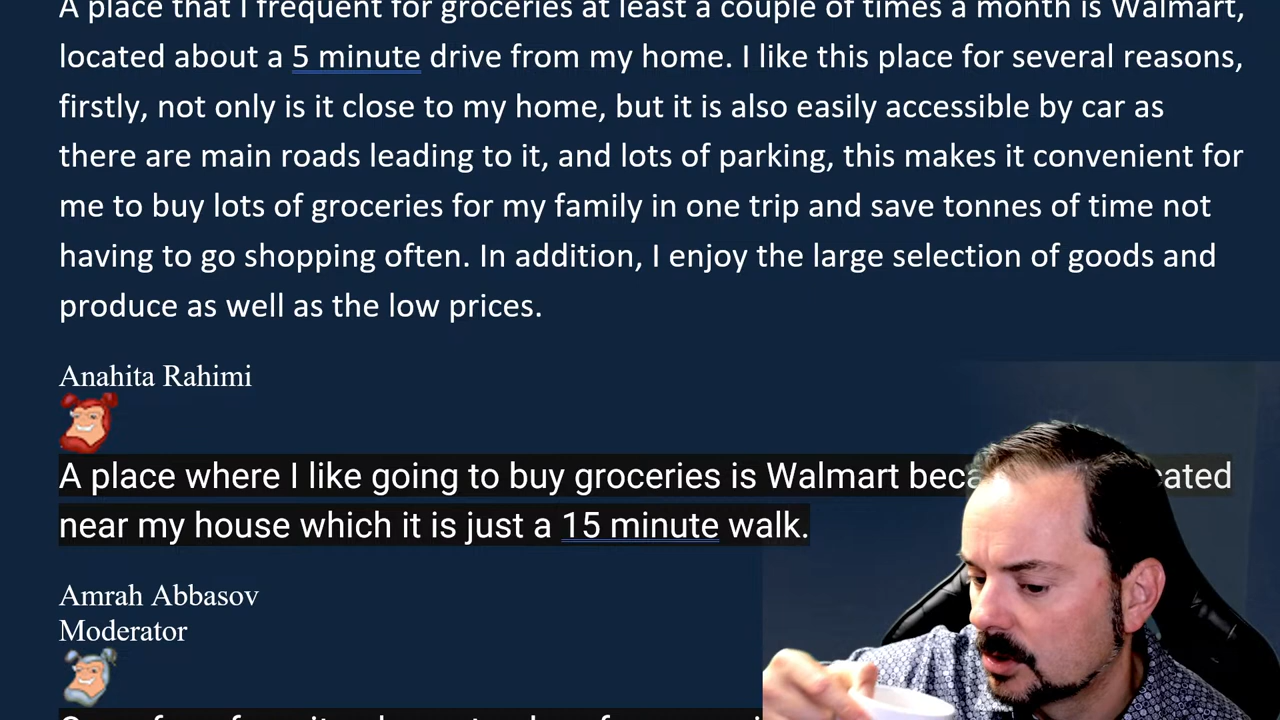 A place that I frequent for groceries at least a couple of times a month is Walmart,
located about a 5 minute drive from my home. I like this place for several reasons,
firstly, not only is it close to my home, but it is also easily accessible by car as
there are main roads leading to it, and lots of parking, this makes it convenient for
me to buy lots of groceries for my family in one trip and save tonnes of time not
having to go shopping often. In addition, I enjoy the large selection of goods and
produce as well as the low prices.
Anahita Rahimi
A place where I like going to buy groceries is Walmart
near my house which it is just a 15 minute walk.
Amrah Abbasov
Moderator